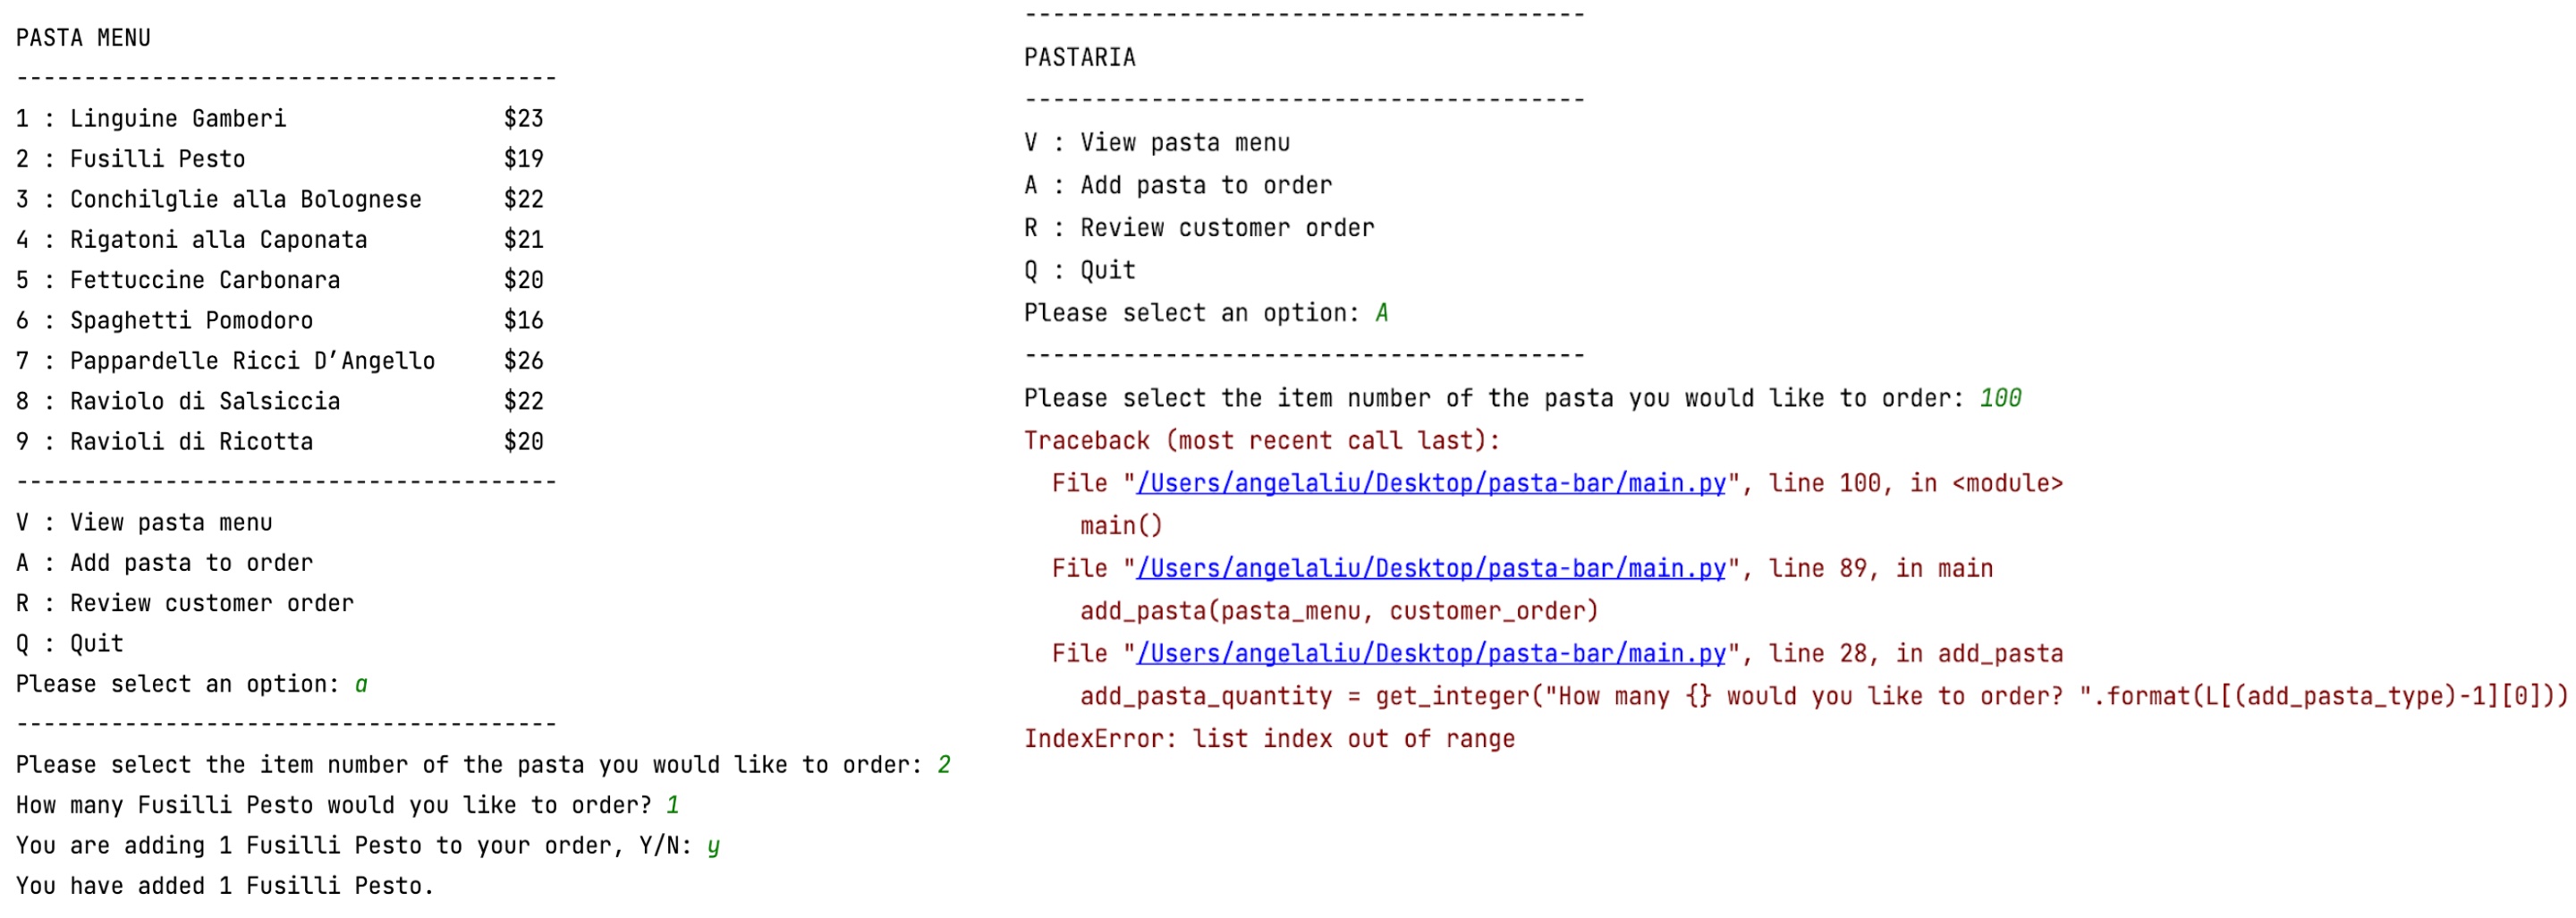 PASTA MENU
----------------------------------------
1 : Linguine Gamberi $23
2 : Fusilli Pesto $19
3 : Conchilglie alla Bolognese $22
4 : Rigatoni alla Caponata $21
5 : Fettuccine Carbonara $20
6 : Spaghetti Pomodoro $16
7 : Pappardelle Ricci D’Angello $26
8 : Raviolo di Salsiccia $22
9 : Ravioli di Ricotta $20
----------------------------------------
V : View pasta menu
A : Add pasta to order
R : Review customer order
Q : Quit
Please select an option: a
----------------------------------------
Please select the item number of the pasta you would like to order: 2
How many Fusilli Pesto would you like to order? 1
You are adding 1 Fusilli Pesto to your order, Y/N: y
You have added 1 Fusilli Pesto.
----------------------------------------
PASTARIA
----------------------------------------
V : View pasta menu
A : Add pasta to order
R : Review customer order
Q : Quit
Please select an option: A
----------------------------------------
Please select the item number of the pasta you would like to order: 100
Traceback (most recent call last):
File "/Users/angelaliu/Desktop/pasta-bar/main.py", line 100, in <module>
main()
File "/Users/angelaliu/Desktop/pasta-bar/main.py", line 89, in main
add_pasta(pasta_menu, customer_order)
File "/Users/angelaliu/Desktop/pasta-bar/main.py", line 28, in add_pasta
add_pasta_quantity = get_integer("How many {} would you like to order? ".format(L[(add_pasta_type)-1][0]))
IndexError: list index out of range